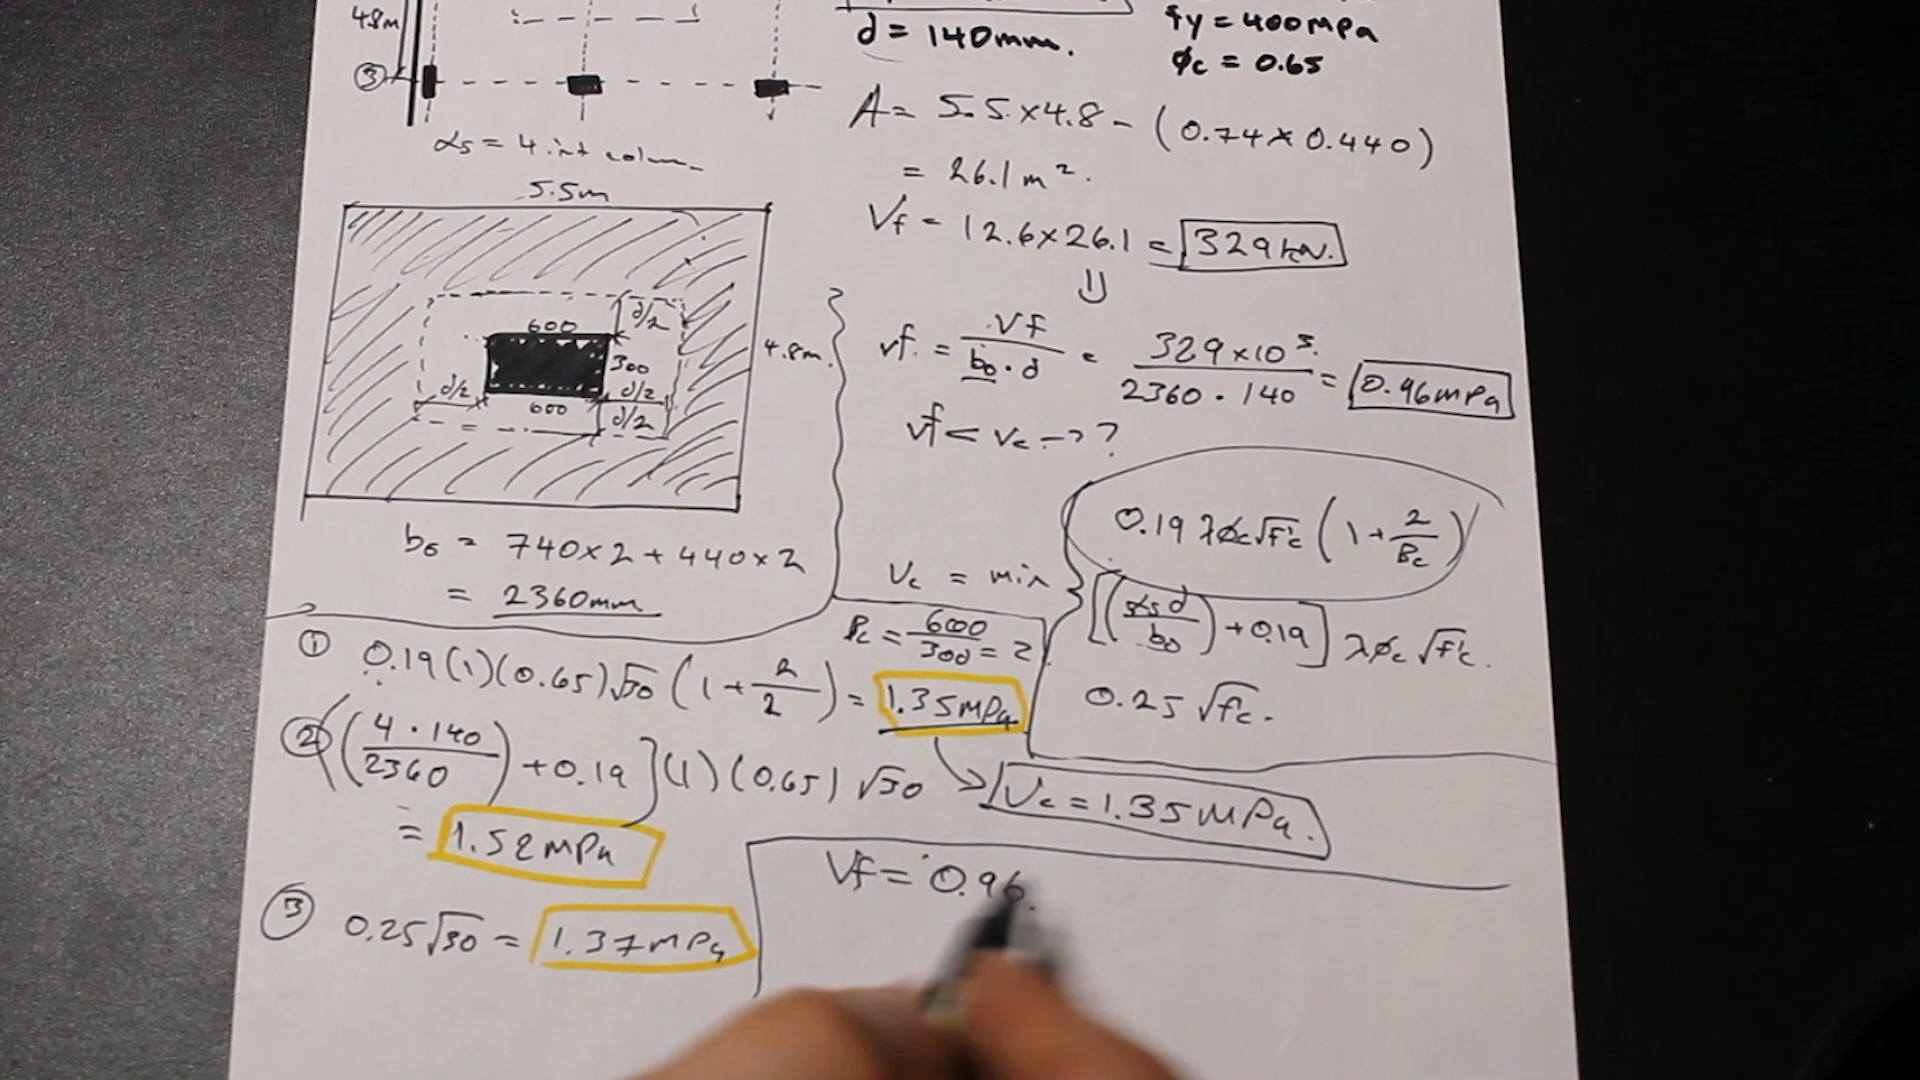 4.8m
3
αs = 4 int column
d = 140mm.
fy = 400mPa
ϕc = 0.65
A = 5.5 × 4.8 - (0.74 × 0.440)
= 26.1 m².
Vf = 12.6 × 26.1 = 329 kN.
5.5m
600
d/2
300
4.8m.
d/2
600
d/2
d/2
vf = Vf / b₀ · d = 329 × 10³ / 2360 · 140 = 0.96mPa
vf < vc → ?
b₀ = 740 × 2 + 440 × 2
= 2360mm
Vc = min
0.19 λϕc√f'c (1 + 2/βc)
[(αs d / b₀) + 0.19] λϕc √f'c.
0.25 √f'c.
βc = 600/300 = 2
① 0.19(1)(0.65)√30 (1 + 2/2) = 1.35MPa
② (4 · 140 / 2360) + 0.19](1)(0.65) √30
= 1.52MPa
Vc = 1.35MPa.
③ 0.25√30 = 1.37MPa
Vf = 0.96.